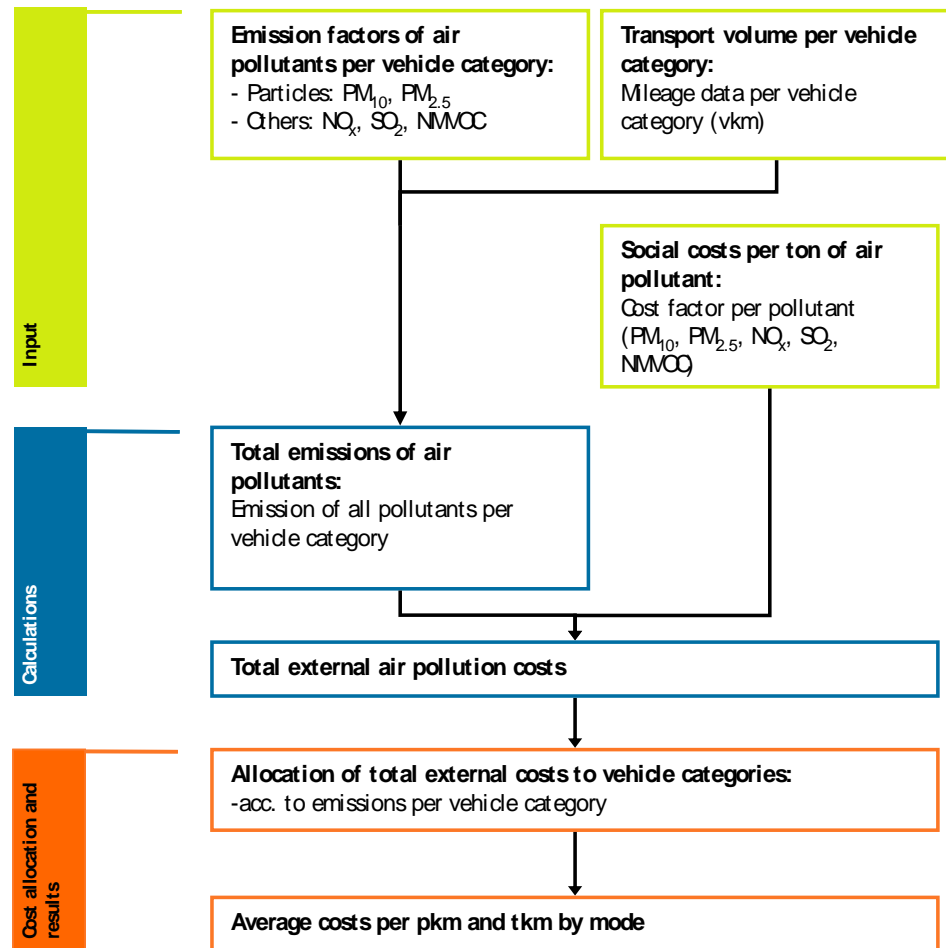 Emission factors of air
pollutants per vehicle category:
- Particles: PM10, PM2.5
- Others: NOx, SO2, NMVOC
Transport volume per vehicle
category:
Mileage data per vehicle
category (vkm)
Social costs per ton of air
pollutant:
Cost factor per pollutant
(PM10, PM2.5, NOx, SO2,
NMVOC)
Input
Total emissions of air
pollutants:
Emission of all pollutants per
vehicle category
Total external air pollution costs
Calculations
Allocation of total external costs to vehicle categories:
-acc. to emissions per vehicle category
Average costs per pkm and tkm by mode
Cost allocation and
results